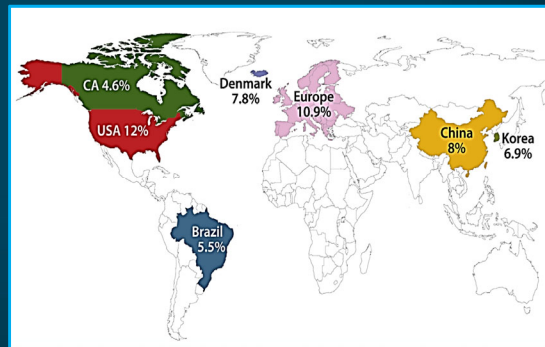 CA 4.6%
USA 12%
Denmark
7.8%
Europe
10.9%
China
8%
Korea
6.9%
Brazil
5.5%